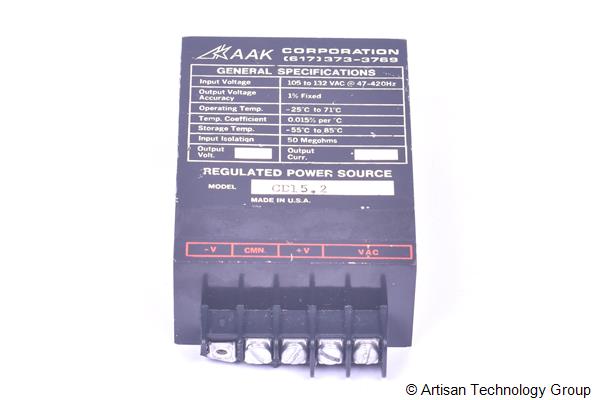 AAK CORPORATION
(617)373-3769
GENERAL SPECIFICATIONS
Input Voltage 105 to 132 VAC @ 47-420Hz
Output Voltage Accuracy 1% Fixed
Operating Temp. -25°C to 71°C
Temp. Coefficient 0.015% per °C
Storage Temp. -55°C to 85°C
Input Isolation 50 Megohms
Output Volt. Output Curr.
REGULATED POWER SOURCE
MODEL CD15.2
MADE IN U.S.A.
-V CMN. +V VAC
© Artisan Technology Group